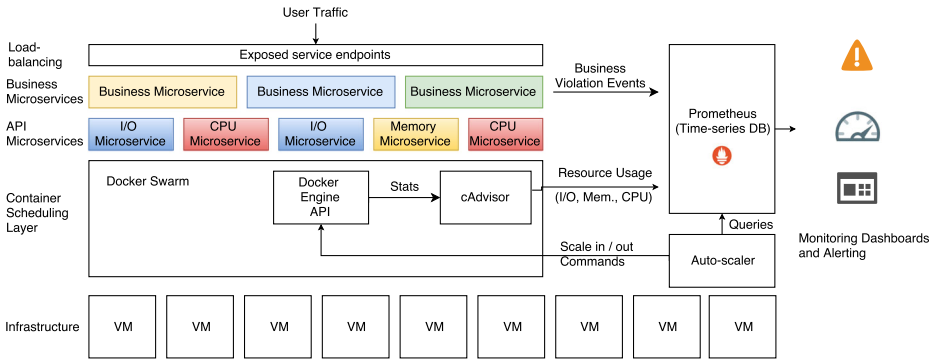 User Traffic
Load-
balancing
Exposed service endpoints
Business
Microservices
Business Microservice
Business Microservice
Business Microservice
Business
Violation Events
API
Microservices
I/O
Microservice
CPU
Microservice
I/O
Microservice
Memory
Microservice
CPU
Microservice
Prometheus
(Time-series DB)
Container
Scheduling
Layer
Docker Swarm
Docker
Engine
API
Stats
cAdvisor
Resource Usage
(I/O, Mem., CPU)
Queries
Scale in / out
Commands
Auto-scaler
Monitoring Dashboards
and Alerting
Infrastructure
VM
VM
VM
VM
VM
VM
VM
VM
VM